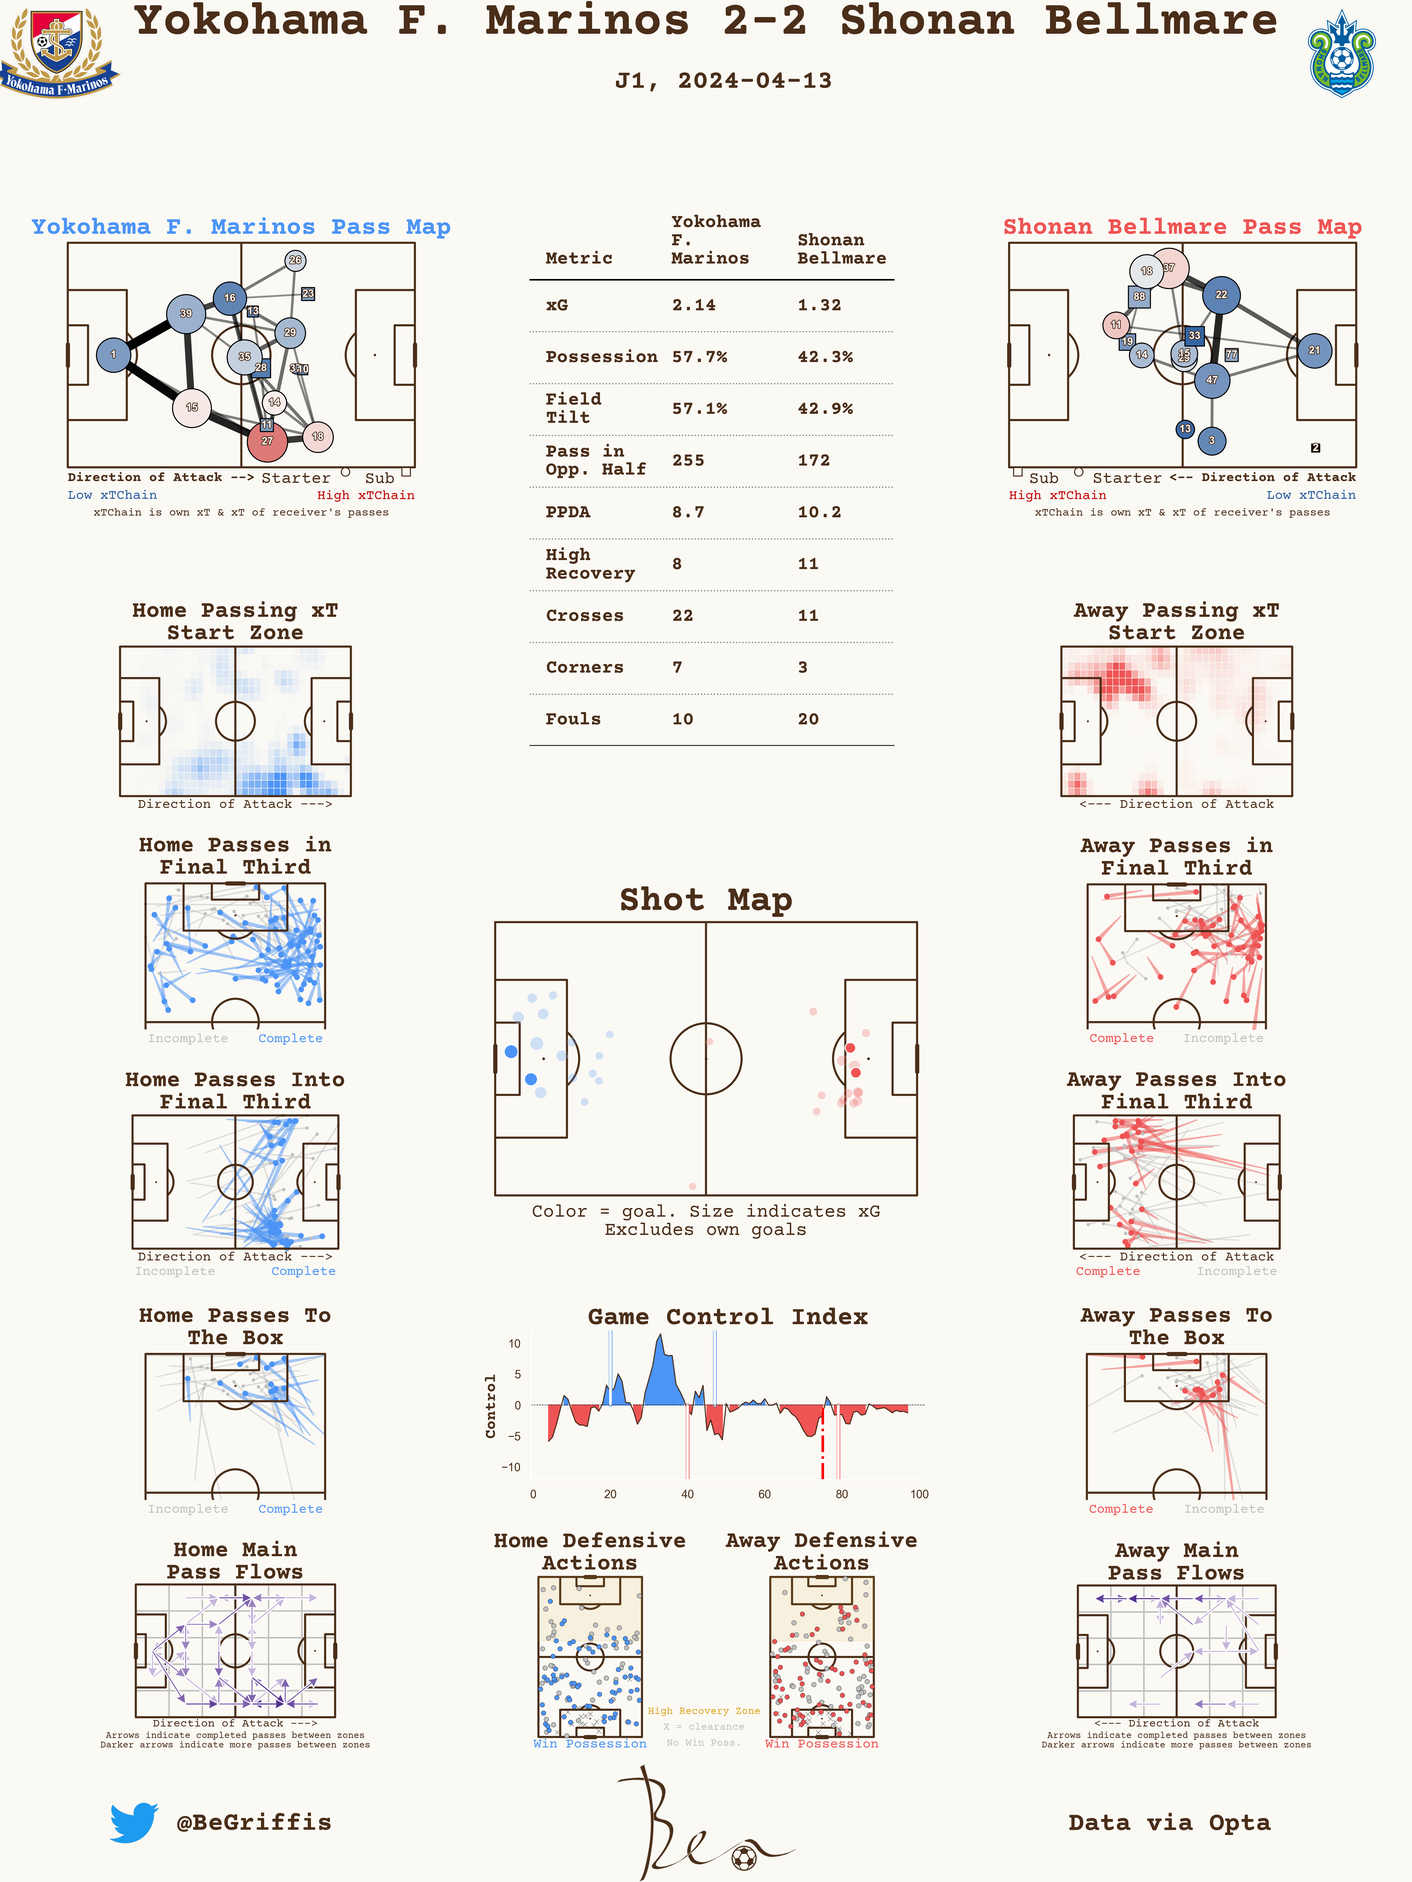 Yokohama F. Marinos 2-2 Shonan Bellmare
J1, 2024-04-13
Yokohama F·Marinos
Yokohama F. Marinos Pass Map
26
23
16
13
39
29
35
1
28
10
14
15
11
27
18
Direction of Attack --> Starter Sub
Low xTChain High xTChain
xTChain is own xT & xT of receiver's passes
Metric Yokohama F. Marinos Shonan Bellmare
xG 2.14 1.32
Possession 57.7% 42.3%
Field Tilt 57.1% 42.9%
Pass in Opp. Half 255 172
PPDA 8.7 10.2
High Recovery 8 11
Crosses 22 11
Corners 7 3
Fouls 10 20
Shonan Bellmare Pass Map
18
37
88
22
11
33
19
14
15
77
21
47
13
3
2
Sub Starter <-- Direction of Attack
High xTChain Low xTChain
xTChain is own xT & xT of receiver's passes
Home Passing xT
Start Zone
Direction of Attack --->
Away Passing xT
Start Zone
<--- Direction of Attack
Home Passes in
Final Third
Incomplete Complete
Away Passes in
Final Third
Complete Incomplete
Shot Map
Color = goal. Size indicates xG
Excludes own goals
Home Passes Into
Final Third
Direction of Attack --->
Incomplete Complete
Away Passes Into
Final Third
<--- Direction of Attack
Complete Incomplete
Home Passes To
The Box
Incomplete Complete
Game Control Index
Control
10
5
0
−5
−10
0 20 40 60 80 100
Away Passes To
The Box
Complete Incomplete
Home Main
Pass Flows
Direction of Attack --->
Arrows indicate completed passes between zones
Darker arrows indicate more passes between zones
Home Defensive
Actions
Win Possession
Away Defensive
Actions
Win Possession
High Recovery Zone
X = clearance
No Win Poss.
Away Main
Pass Flows
<--- Direction of Attack
Arrows indicate completed passes between zones
Darker arrows indicate more passes between zones
@BeGriffis
Ben
Data via Opta